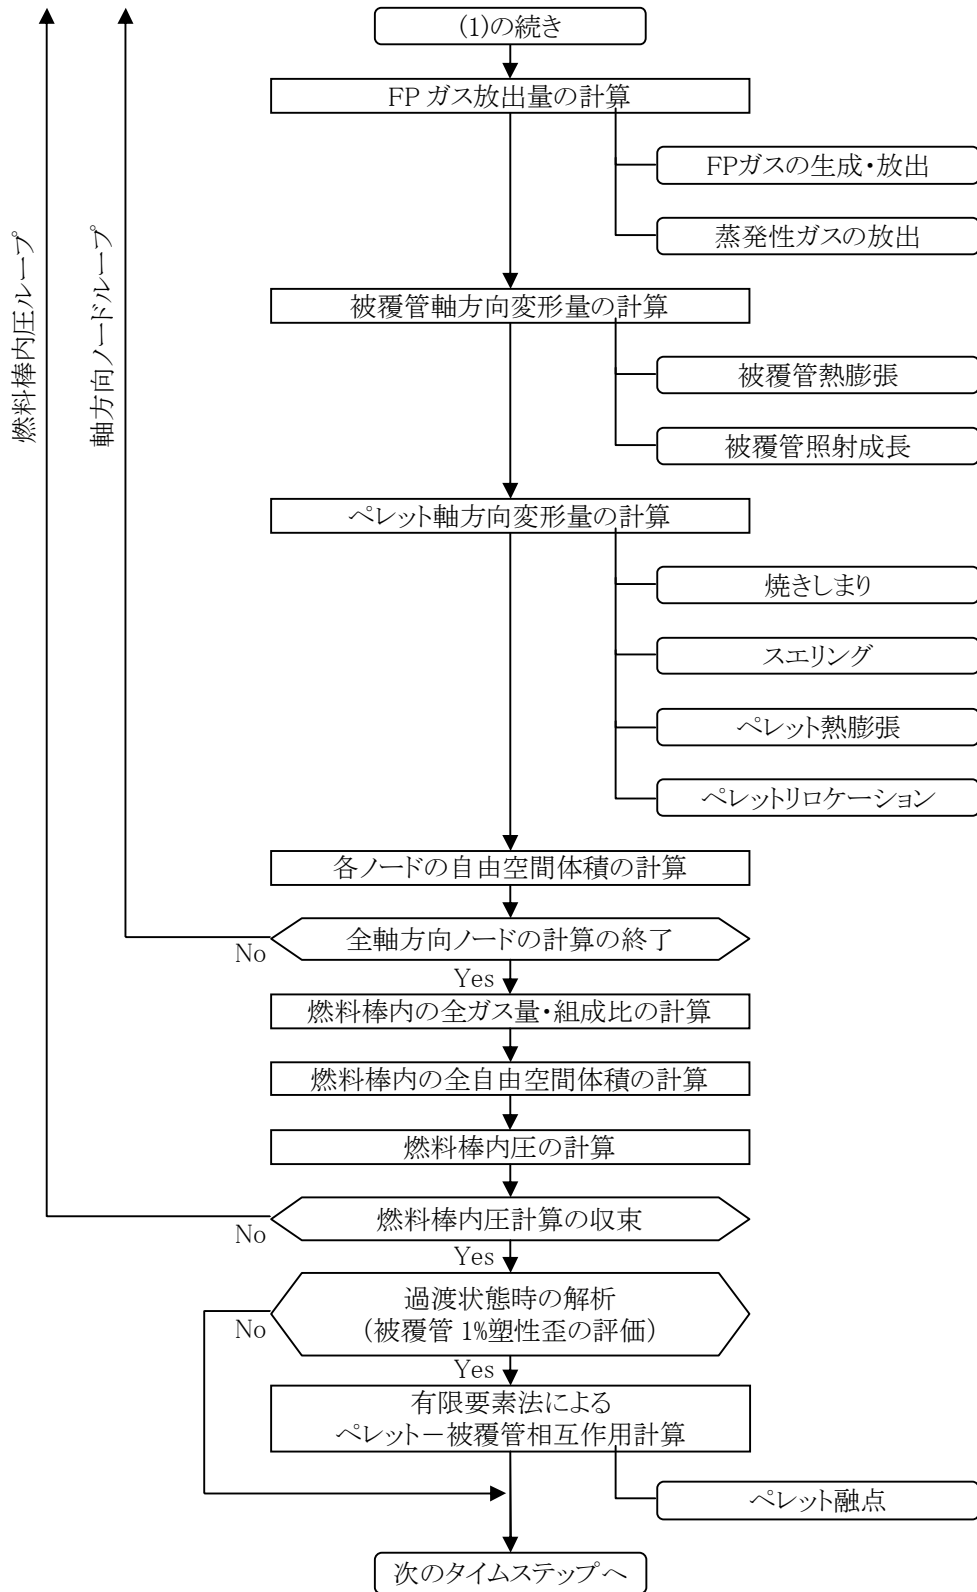 (1)の続き
FP ガス放出量の計算
FPガスの生成・放出
蒸発性ガスの放出
燃料棒内圧ループ
軸方向ノードループ
被覆管軸方向変形量の計算
被覆管熱膨張
被覆管照射成長
ペレット軸方向変形量の計算
焼きしまり
スエリング
ペレット熱膨張
ペレットリロケーション
各ノードの自由空間体積の計算
全軸方向ノードの計算の終了
No
Yes
燃料棒内の全ガス量・組成比の計算
燃料棒内の全自由空間体積の計算
燃料棒内圧の計算
燃料棒内圧計算の収束
No
Yes
過渡状態時の解析
(被覆管 1%塑性歪の評価)
No
Yes
有限要素法による
ペレット－被覆管相互作用計算
ペレット融点
次のタイムステップへ